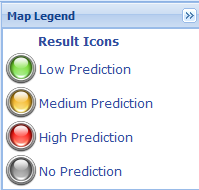 Map Legend
Result Icons
Low Prediction
Medium Prediction
High Prediction
No Prediction